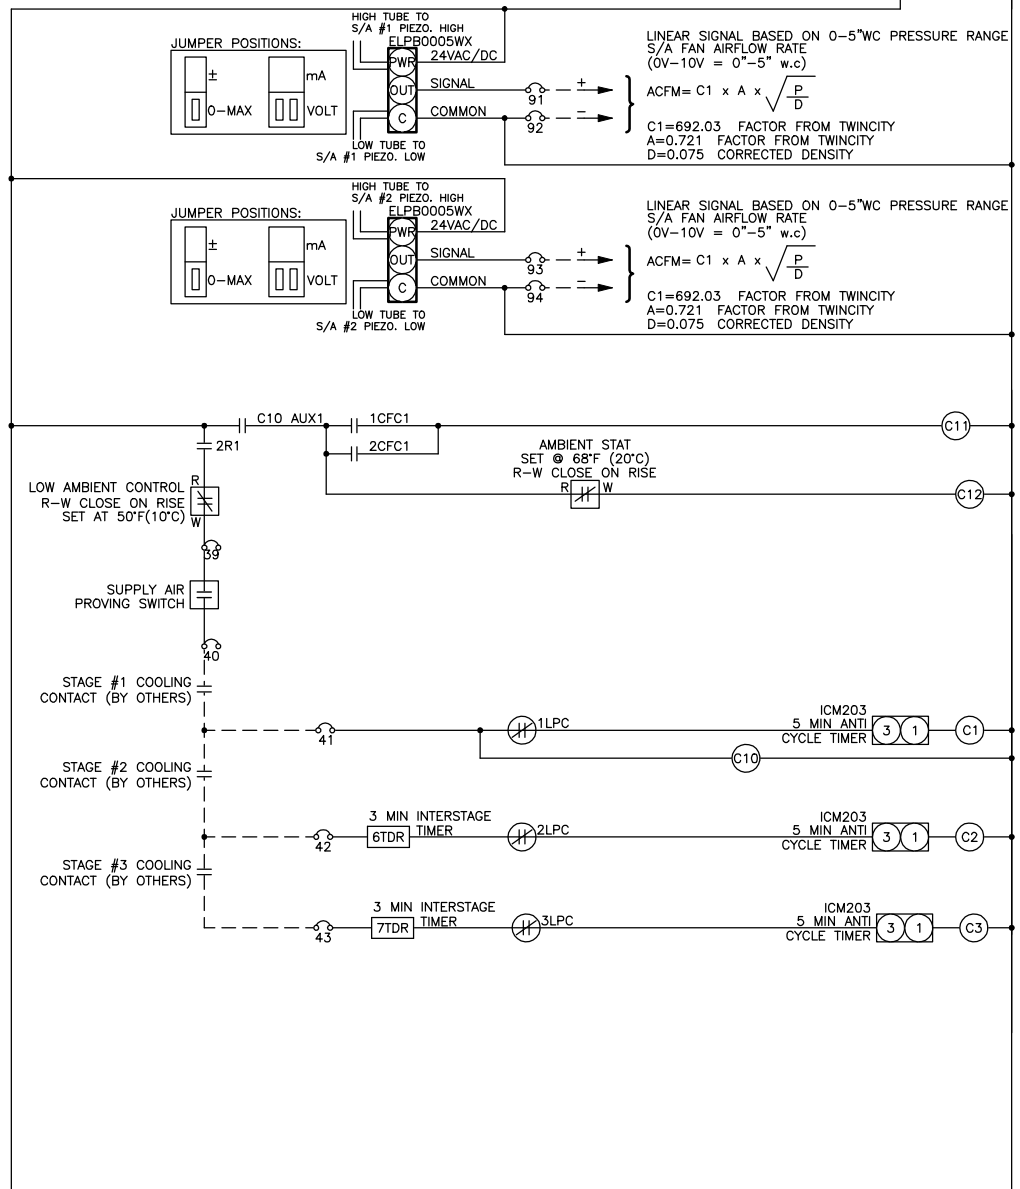 HIGH TUBE TO
S/A #1 PIEZO. HIGH
ELPB0005WX
JUMPER POSITIONS:
PWR
24VAC/DC
±
mA
OUT
SIGNAL
91
+
0-MAX
VOLT
C
COMMON
92
−
LOW TUBE TO
S/A #1 PIEZO. LOW
LINEAR SIGNAL BASED ON 0-5"WC PRESSURE RANGE
S/A FAN AIRFLOW RATE
(0V-10V = 0"-5" w.c)
ACFM= C1 x A x √ P
D
C1=692.03 FACTOR FROM TWINCITY
A=0.721 FACTOR FROM TWINCITY
D=0.075 CORRECTED DENSITY
HIGH TUBE TO
S/A #2 PIEZO. HIGH
ELPB0005WX
JUMPER POSITIONS:
PWR
24VAC/DC
±
mA
OUT
SIGNAL
93
+
0-MAX
VOLT
C
COMMON
94
−
LOW TUBE TO
S/A #2 PIEZO. LOW
LINEAR SIGNAL BASED ON 0-5"WC PRESSURE RANGE
S/A FAN AIRFLOW RATE
(0V-10V = 0"-5" w.c)
ACFM= C1 x A x √ P
D
C1=692.03 FACTOR FROM TWINCITY
A=0.721 FACTOR FROM TWINCITY
D=0.075 CORRECTED DENSITY
C10 AUX1
1CFC1
C11
2R1
2CFC1
AMBIENT STAT
SET @ 68°F (20°C)
R-W CLOSE ON RISE
R W
C12
LOW AMBIENT CONTROL
R-W CLOSE ON RISE
SET AT 50°F(10°C)
R
W
39
SUPPLY AIR
PROVING SWITCH
40
STAGE #1 COOLING
CONTACT (BY OTHERS)
41
1LPC
ICM203
5 MIN ANTI
CYCLE TIMER
3 1
C1
C10
STAGE #2 COOLING
CONTACT (BY OTHERS)
42
3 MIN INTERSTAGE
TIMER
6TDR
2LPC
ICM203
5 MIN ANTI
CYCLE TIMER
3 1
C2
STAGE #3 COOLING
CONTACT (BY OTHERS)
43
3 MIN INTERSTAGE
TIMER
7TDR
3LPC
ICM203
5 MIN ANTI
CYCLE TIMER
3 1
C3